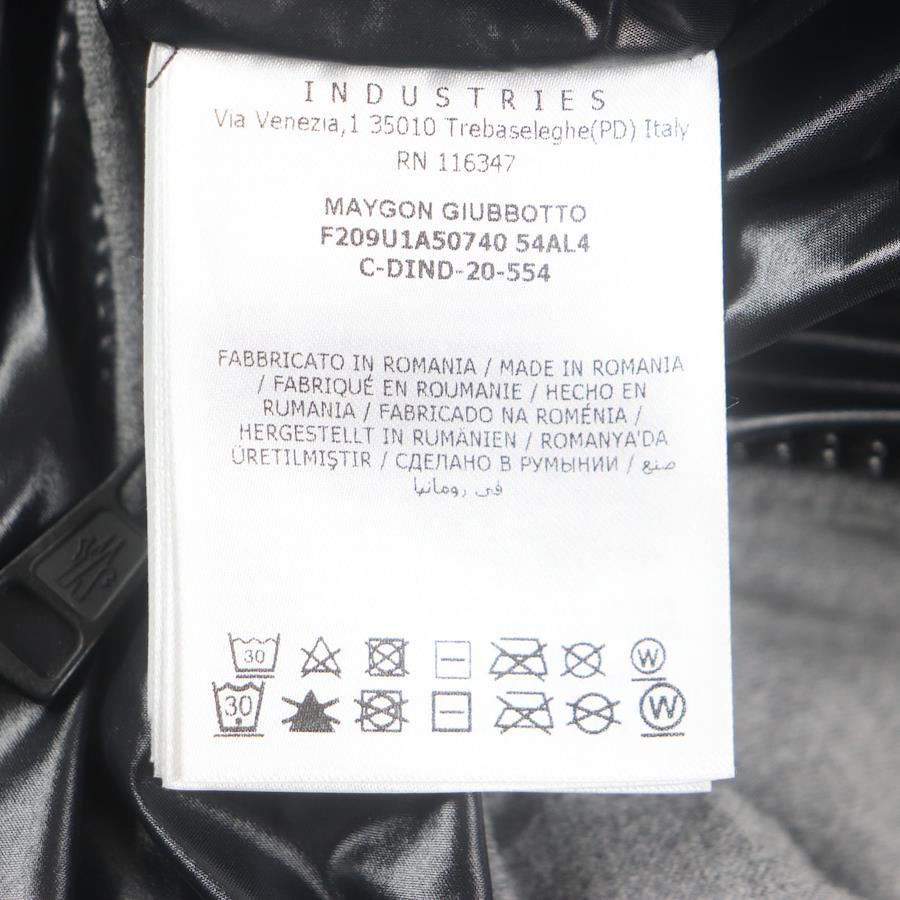 INDUSTRIES
Via Venezia,1 35010 Trebaseleghe(PD) Italy
RN 116347
MAYGON GIUBBOTTO
F209U1A50740 54AL4
C-DIND-20-554
FABBRICATO IN ROMANIA / MADE IN ROMANIA
/ FABRIQUÉ EN ROUMANIE / HECHO EN
RUMANIA / FABRICADO NA ROMÉNIA /
HERGESTELLT IN RUMÄNIEN / ROMANYA'DA
ÜRETILMIŞTIR / СДЕЛАНО В РУМЫНИИ / صنع
في رومانيا
30 W
30 W